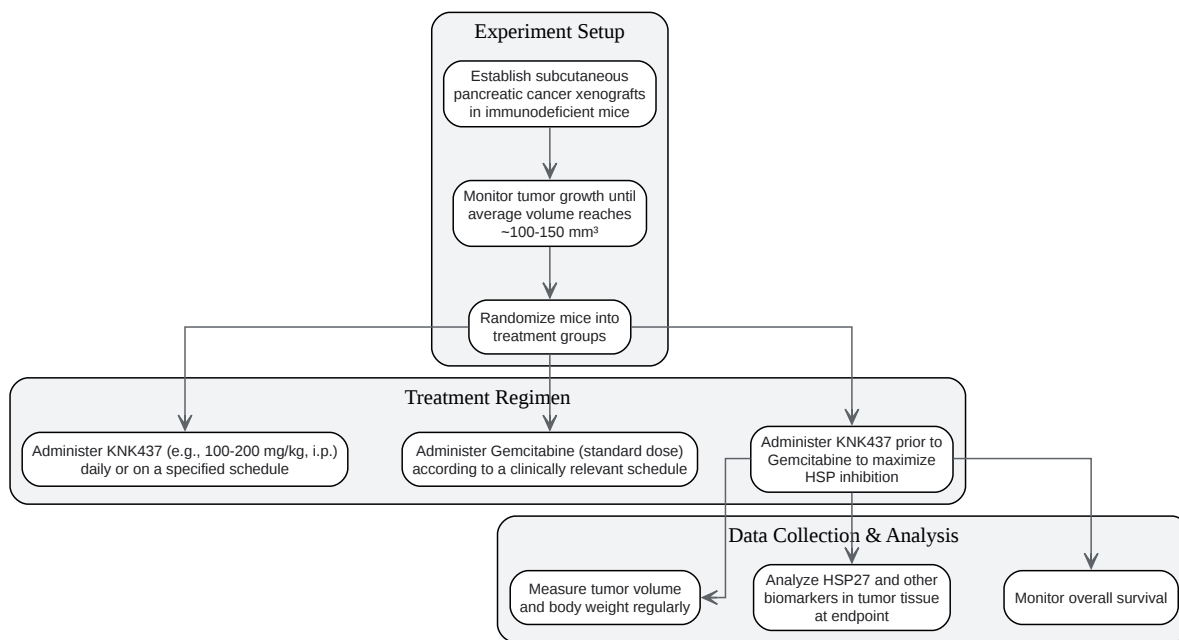 Experiment Setup
Establish subcutaneous
pancreatic cancer xenografts
in immunodeficient mice
Monitor tumor growth until
average volume reaches
~100-150 mm³
Randomize mice into
treatment groups
Treatment Regimen
Administer KNK437 (e.g., 100-200 mg/kg, i.p.)
daily or on a specified schedule
Administer Gemcitabine (standard dose)
according to a clinically relevant schedule
Administer KNK437 prior to
Gemcitabine to maximize
HSP inhibition
Data Collection & Analysis
Measure tumor volume
and body weight regularly
Analyze HSP27 and other
biomarkers in tumor tissue
at endpoint
Monitor overall survival